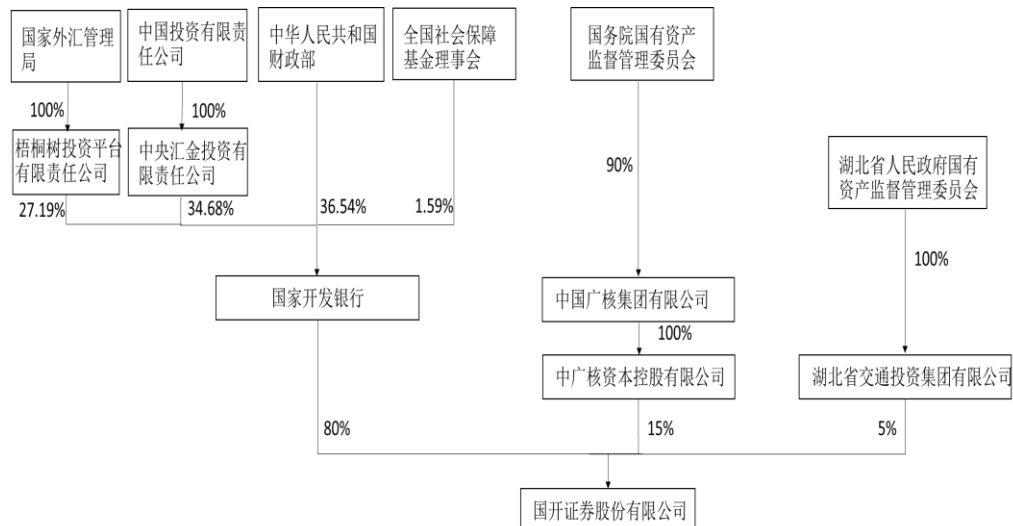 国家外汇管理
局
中国投资有限责
任公司
中华人民共和国
财政部
全国社会保障
基金理事会
国务院国有资产
监督管理委员会
100%
100%
梧桐树投资平台
有限责任公司
中央汇金投资有
限责任公司
90%
湖北省人民政府国有
资产监督管理委员会
27.19%
34.68%
36.54%
1.59%
100%
国家开发银行
中国广核集团有限公司
100%
中广核资本控股有限公司
湖北省交通投资集团有限公司
80%
15%
5%
国开证券股份有限公司